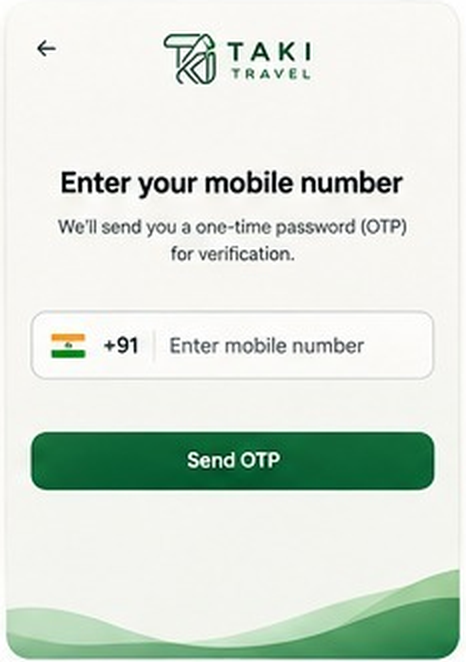 TAKI
TRAVEL
Enter your mobile number
We'll send you a one-time password (OTP)
for verification.
+91 Enter mobile number
Send OTP